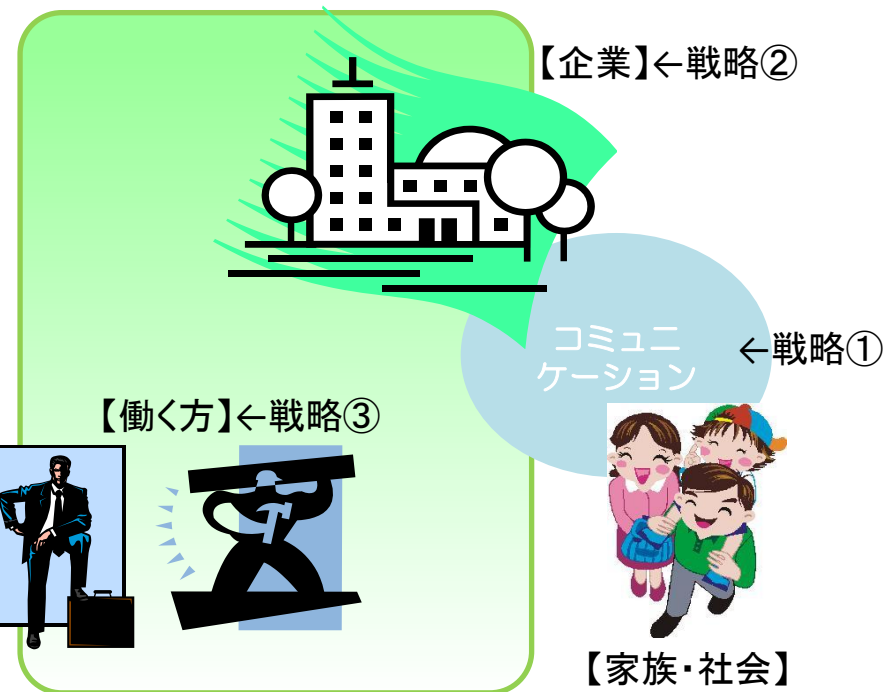 【企業】←戦略②
コミュニ
ケーション
←戦略①
【働く方】←戦略③
【家族・社会】